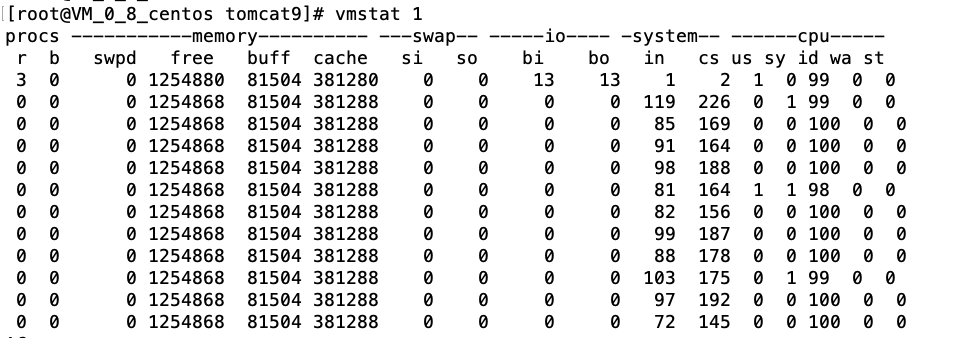 [root@VM_0_8_centos tomcat9]# vmstat 1
procs -----------memory---------- ---swap-- -----io---- -system-- ------cpu-----
 r  b   swpd   free   buff  cache   si   so    bi    bo   in   cs us sy id wa st
 3  0      0 1254880  81504 381280    0    0    13    13    1    2  1  0 99  0  0
 0  0      0 1254868  81504 381288    0    0     0     0  119  226  0  1 99  0  0
 0  0      0 1254868  81504 381288    0    0     0     0   85  169  0  0 100  0  0
 0  0      0 1254868  81504 381288    0    0     0     0   91  164  0  0 100  0  0
 0  0      0 1254868  81504 381288    0    0     0     0   98  188  0  0 100  0  0
 0  0      0 1254868  81504 381288    0    0     0     0   81  164  1  1 98  0  0
 0  0      0 1254868  81504 381288    0    0     0     0   82  156  0  0 100  0  0
 0  0      0 1254868  81504 381288    0    0     0     0   99  187  0  0 100  0  0
 0  0      0 1254868  81504 381288    0    0     0     0   88  178  0  0 100  0  0
 0  0      0 1254868  81504 381288    0    0     0     0  103  175  0  1 99  0  0
 0  0      0 1254868  81504 381288    0    0     0     0   97  192  0  0 100  0  0
 0  0      0 1254868  81504 381288    0    0     0     0   72  145  0  0 100  0  0